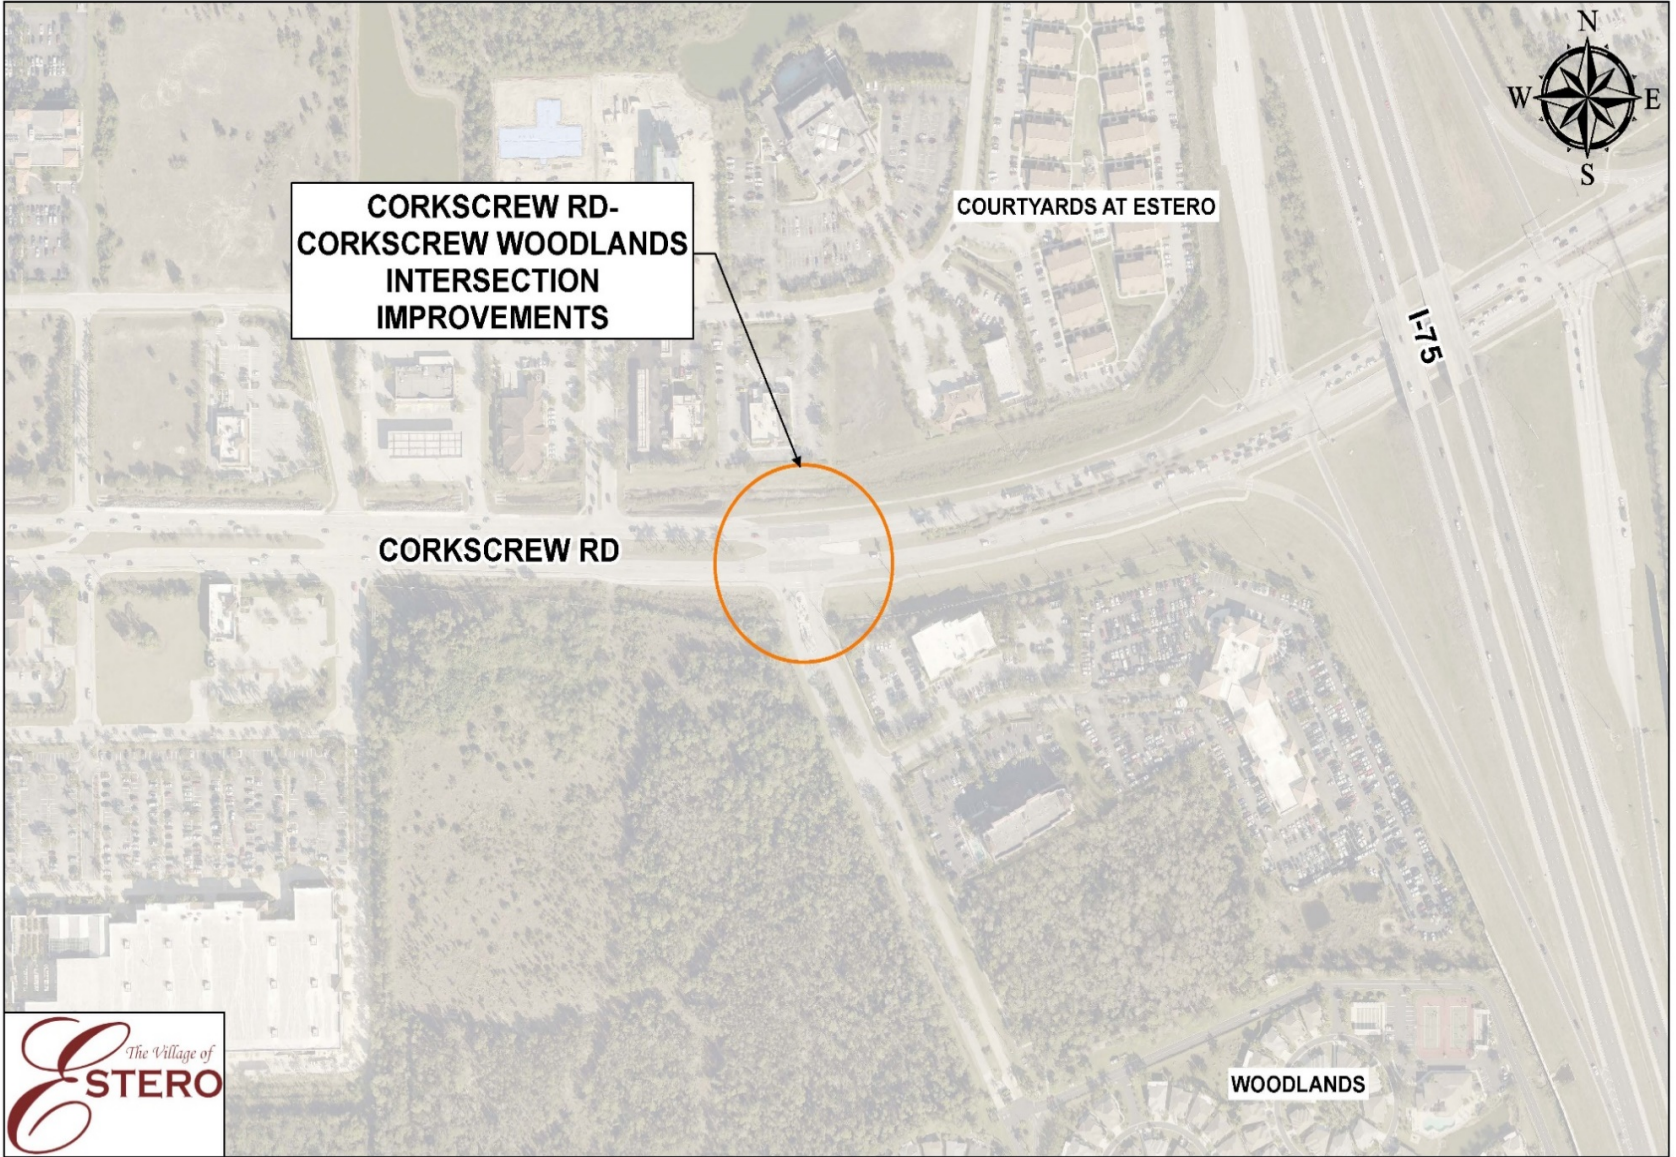 N
W E
S
CORKSCREW RD-
CORKSCREW WOODLANDS
INTERSECTION
IMPROVEMENTS
COURTYARDS AT ESTERO
I-75
CORKSCREW RD
WOODLANDS
The Village of
ESTERO